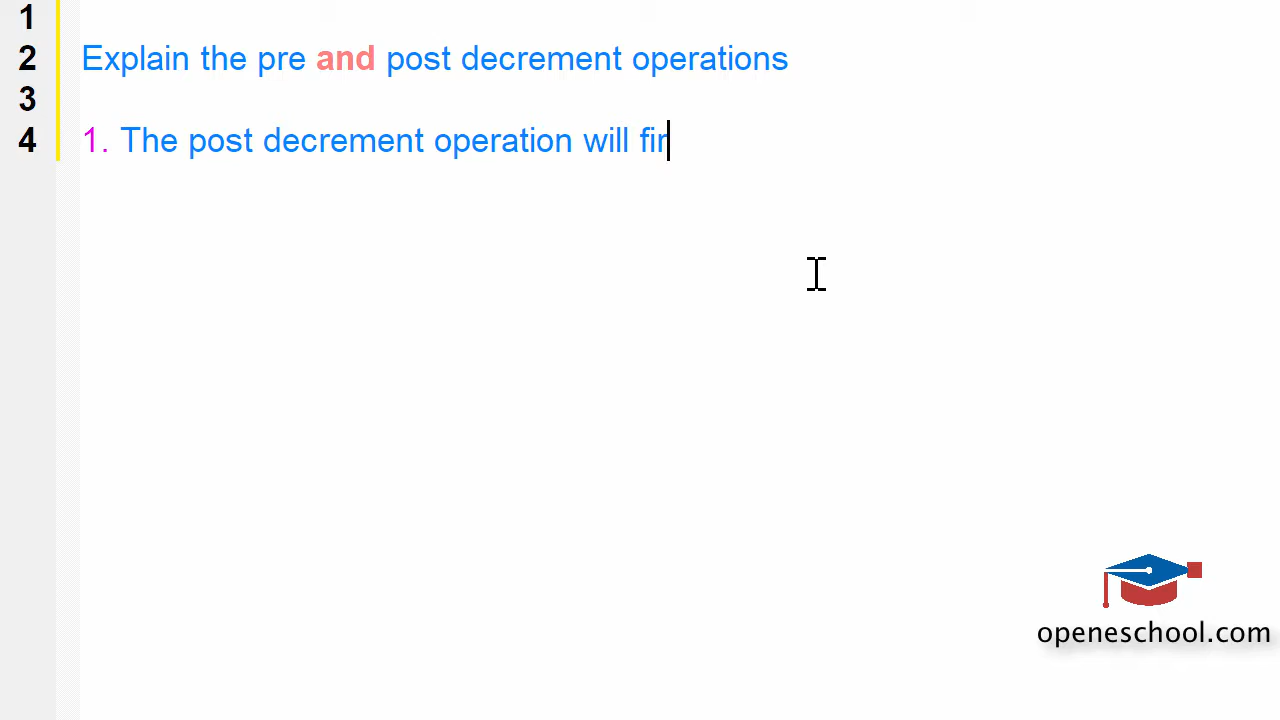 1
2 Explain the pre and post decrement operations
3
4 1. The post decrement operation will fir
openeschool.com